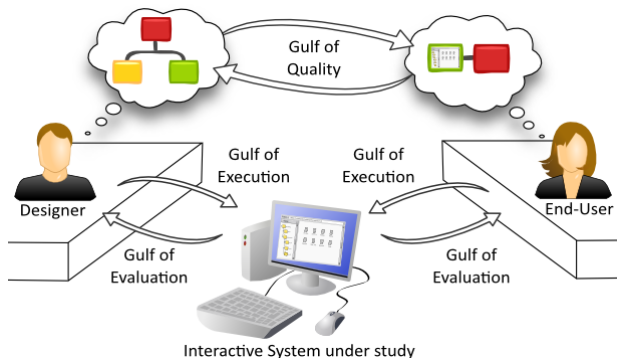 Gulf of
Quality
Gulf of
Execution
Gulf of
Execution
Designer
End-User
Gulf of
Evaluation
Gulf of
Evaluation
Interactive System under study